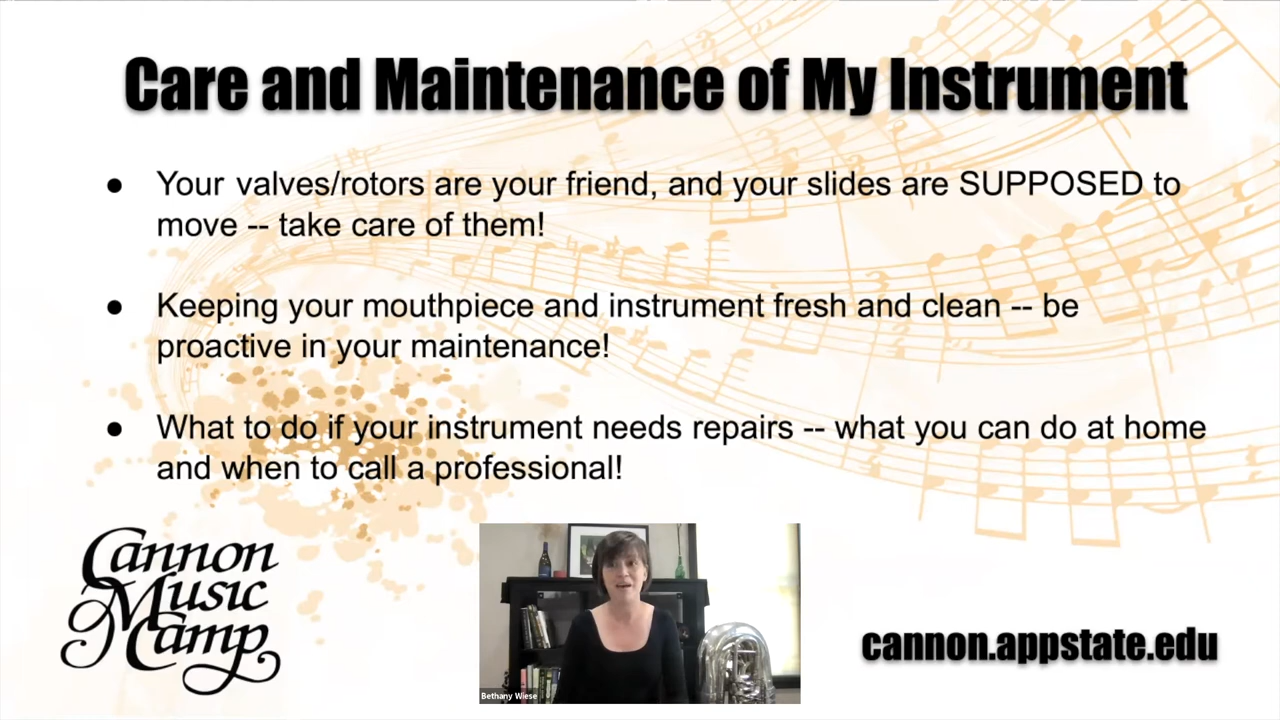 Care and Maintenance of My Instrument
● Your valves/rotors are your friend, and your slides are SUPPOSED to
move -- take care of them!
● Keeping your mouthpiece and instrument fresh and clean -- be
proactive in your maintenance!
● What to do if your instrument needs repairs -- what you can do at home
and when to call a professional!
Cannon
Music
Camp
Bethany Wiese
cannon.appstate.edu